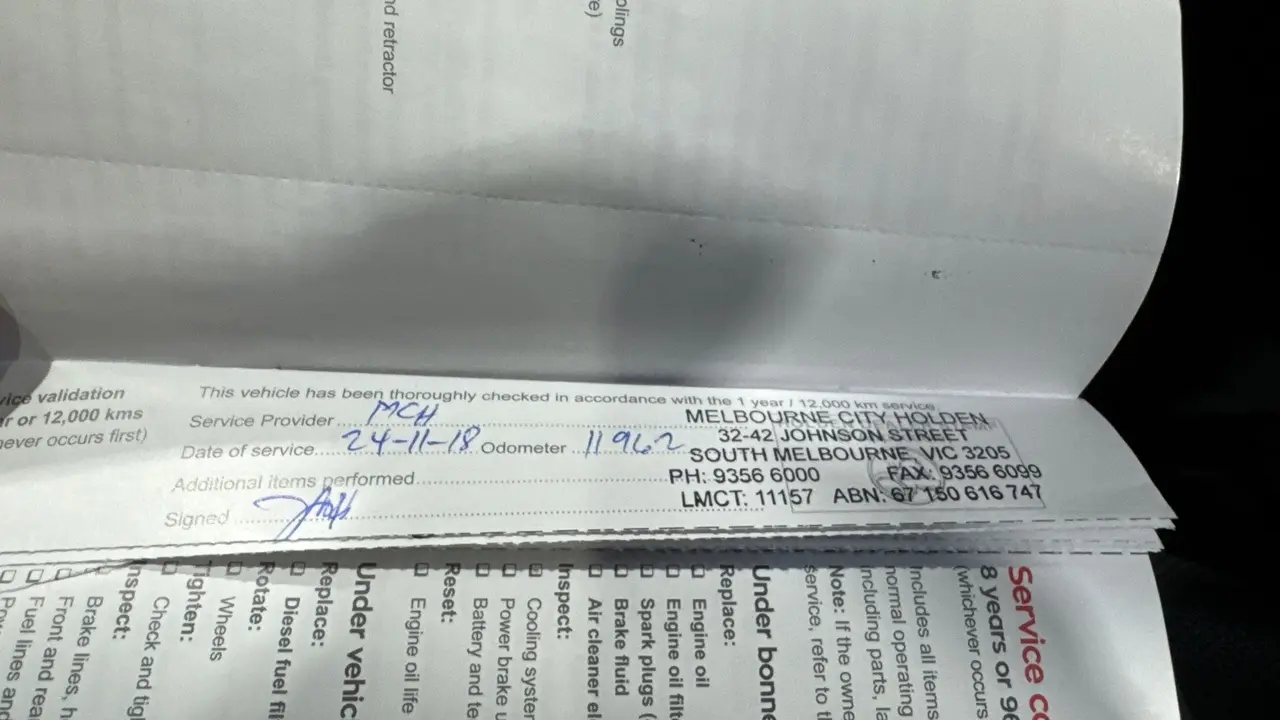 plings
e)
nd retractor
vice validation
ar or 12,000 kms
never occurs first)
This vehicle has been thoroughly checked in accordance with the 1 year / 12,000 km service
Service Provider MCH
Date of service 24-11-18 Odometer 11962
Additional items performed
Signed
MELBOURNE CITY HOLDEN
32-42 JOHNSON STREET
SOUTH MELBOURNE, VIC 3205
PH: 9356 6000 FAX: 9356 6099
LMCT: 11157 ABN: 67 150 616 747
Service co
8 years or 96
(whichever occurs
Includes all items
normal operating
including parts, la
Note: If the owne
service, refer to t
Under bonne
Replace:
Engine oil
Engine oil filt
Spark plugs (
Brake fluid
Air cleaner el
Inspect:
Cooling system
Power brake u
Battery and te
Reset:
Engine oil life
Under vehic
Replace:
Diesel fuel fil
Rotate:
Wheels
Tighten:
Check and tig
Inspect:
Brake lines, h
Front and rea
Fuel lines and